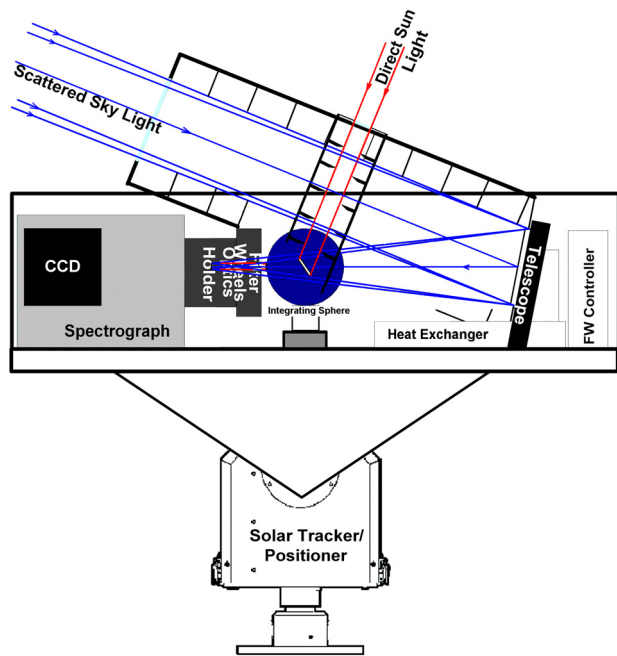 Direct Sun
Light
Scattered Sky Light
CCD
Spectrograph
Filter
Wheels
Optics
Holder
Integrating Sphere
Telescope
Heat Exchanger
FW Controller
Solar Tracker/
Positioner